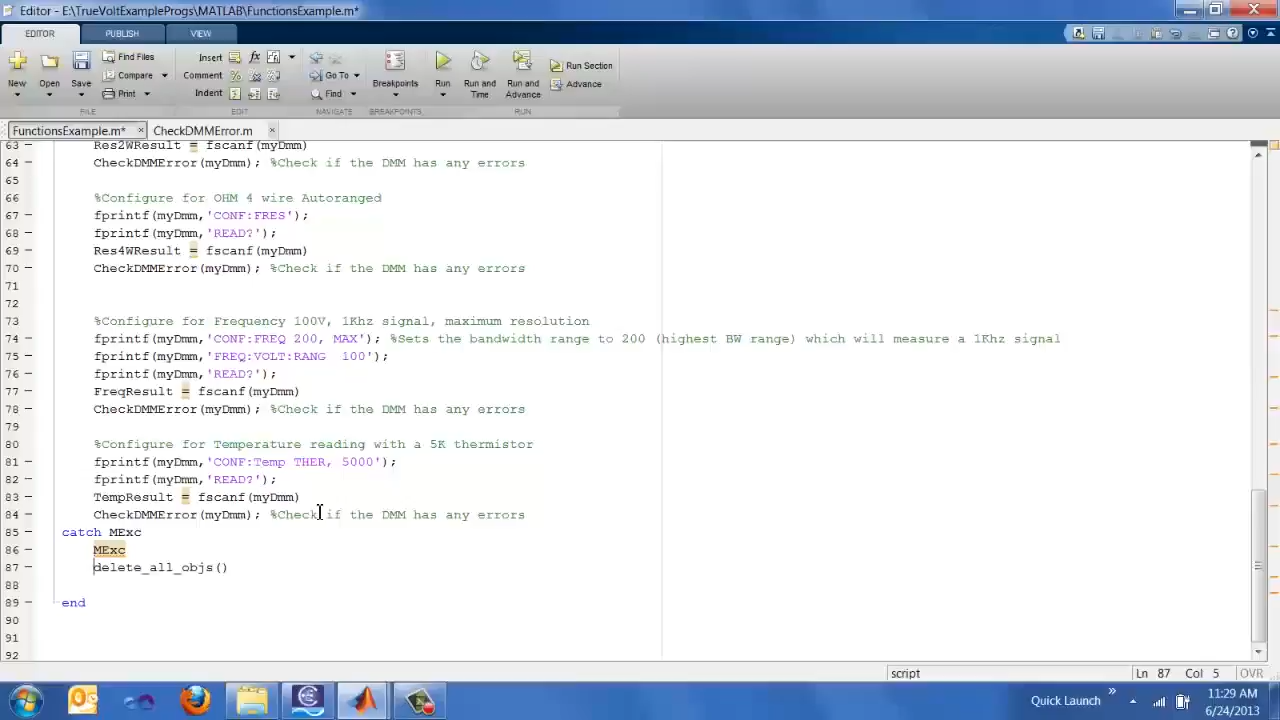 Editor - E:\TrueVoltExampleProgs\MATLAB\FunctionsExample.m*
EDITOR PUBLISH VIEW
New Open Save Find Files Compare Print
Insert Comment Indent
Go To Find
Breakpoints Run Run and Time Run and Advance Run Section Advance
FILE EDIT NAVIGATE BREAKPOINTS RUN
FunctionsExample.m* × CheckDMMError.m ×
63 Res2WResult = fscanf(myDmm)
64 CheckDMMError(myDmm); %Check if the DMM has any errors
65
66 %Configure for OHM 4 wire Autoranged
67 fprintf(myDmm,'CONF:FRES');
68 fprintf(myDmm,'READ?');
69 Res4WResult = fscanf(myDmm)
70 CheckDMMError(myDmm); %Check if the DMM has any errors
71
72
73 %Configure for Frequency 100V, 1Khz signal, maximum resolution
74 fprintf(myDmm,'CONF:FREQ 200, MAX'); %Sets the bandwidth range to 200 (highest BW range) which will measure a 1Khz signal
75 fprintf(myDmm,'FREQ:VOLT:RANG  100');
76 fprintf(myDmm,'READ?');
77 FreqResult = fscanf(myDmm)
78 CheckDMMError(myDmm); %Check if the DMM has any errors
79
80 %Configure for Temperature reading with a 5K thermistor
81 fprintf(myDmm,'CONF:Temp THER, 5000');
82 fprintf(myDmm,'READ?');
83 TempResult = fscanf(myDmm)
84 CheckDMMError(myDmm); %Check if the DMM has any errors
85 catch MExc
86 MExc
87 delete_all_objs()
88
89 end
90
91
92
script Ln 87 Col 5 OVR
Quick Launch » 11:29 AM
6/24/2013